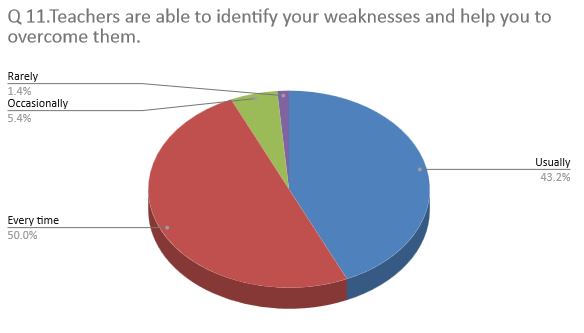 Q 11.Teachers are able to identify your weaknesses and help you to
overcome them.
Rarely
1.4%
Occasionally
5.4%
Usually
43.2%
Every time
50.0%